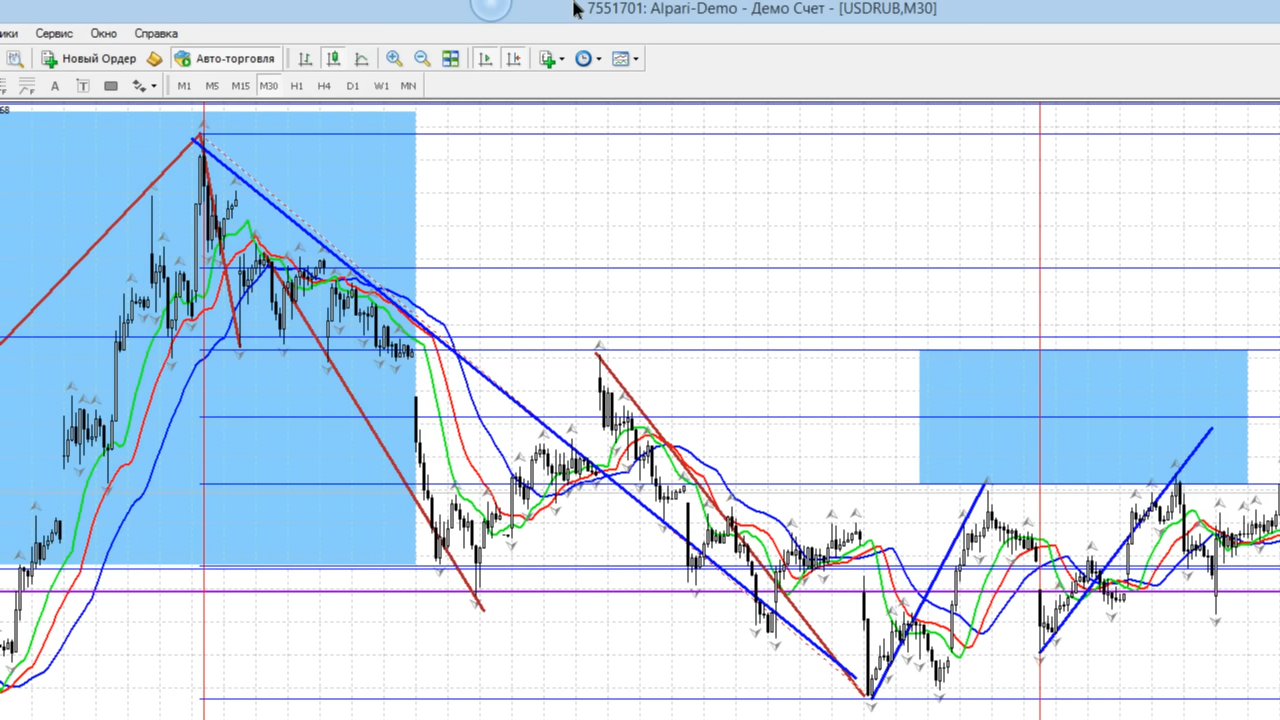 7551701: Alpari-Demo - Демо Счет - [USDRUB,M30]
ики Сервис Окно Справка
Новый Ордер Авто-торговля
A T M1 M5 M15 M30 H1 H4 D1 W1 MN
68